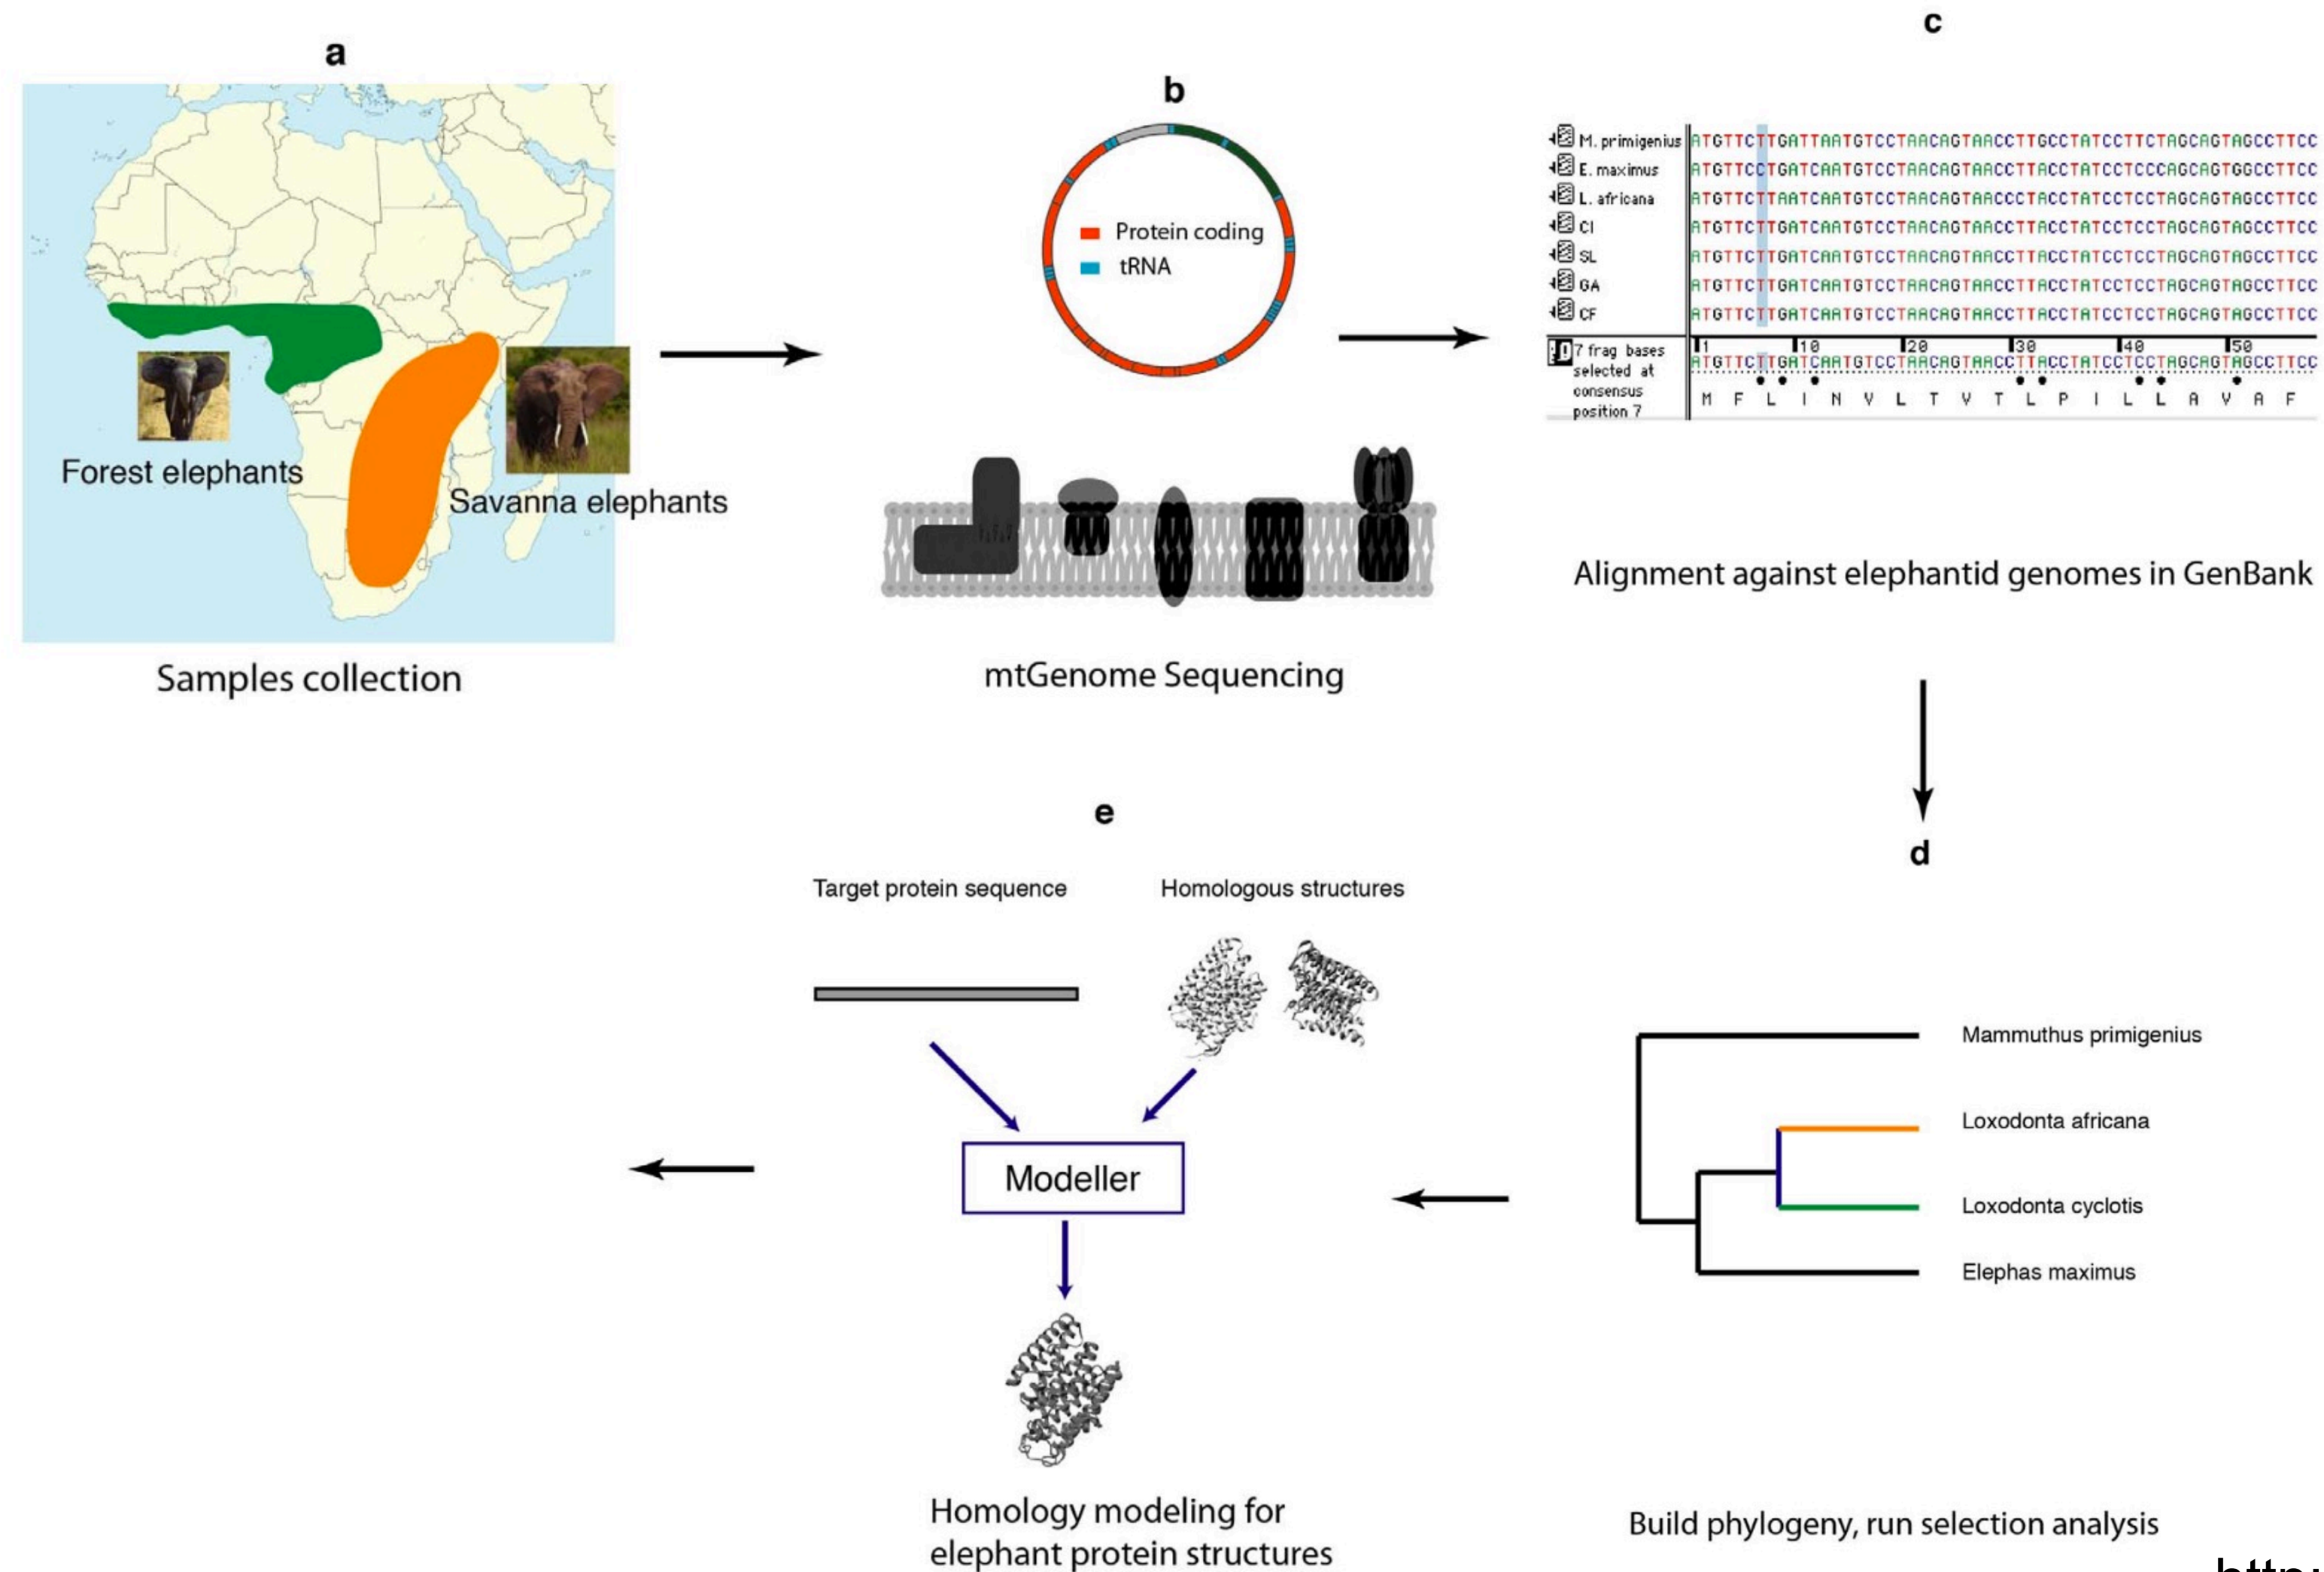 a
Forest elephants
Savanna elephants
Samples collection
b
Protein coding
tRNA
mtGenome Sequencing
c
M. primigenius ATGTTCTTGATTAATGTCCTAACAGTAACCTTGCCTATCCTTCTAGCAGTAGCCTTCC
E. maximus ATGTTCCTGATCAATGTCCTAACAGTAACCTTACCTATCCTCCCAGCAGTGGCCTTCC
L. africana ATGTTCTTAATCAATGTCCTAACAGTAACCCTACCTATCCTCCTAGCAGTAGCCTTCC
CI ATGTTCTTGATCAATGTCCTAACAGTAACCTTACCTATCCTCCTAGCAGTAGCCTTCC
SL ATGTTCTTGATCAATGTCCTAACAGTAACCTTACCTATCCTCCTAGCAGTAGCCTTCC
GA ATGTTCTTGATCAATGTCCTAACAGTAACCTTACCTATCCTCCTAGCAGTAGCCTTCC
CF ATGTTCTTGATCAATGTCCTAACAGTAACCTTACCTATCCTCCTAGCAGTAGCCTTCC
7 frag bases
selected at
consensus
position 7
1 10 20 30 40 50
ATGTTCTTGATCAATGTCCTAACAGTAACCTTACCTATCCTCCTAGCAGTAGCCTTCC
M F L I N V L T V T L P I L L A V A F
Alignment against elephantid genomes in GenBank
d
Mammuthus primigenius
Loxodonta africana
Loxodonta cyclotis
Elephas maximus
Build phylogeny, run selection analysis
e
Target protein sequence
Homologous structures
Modeller
Homology modeling for
elephant protein structures